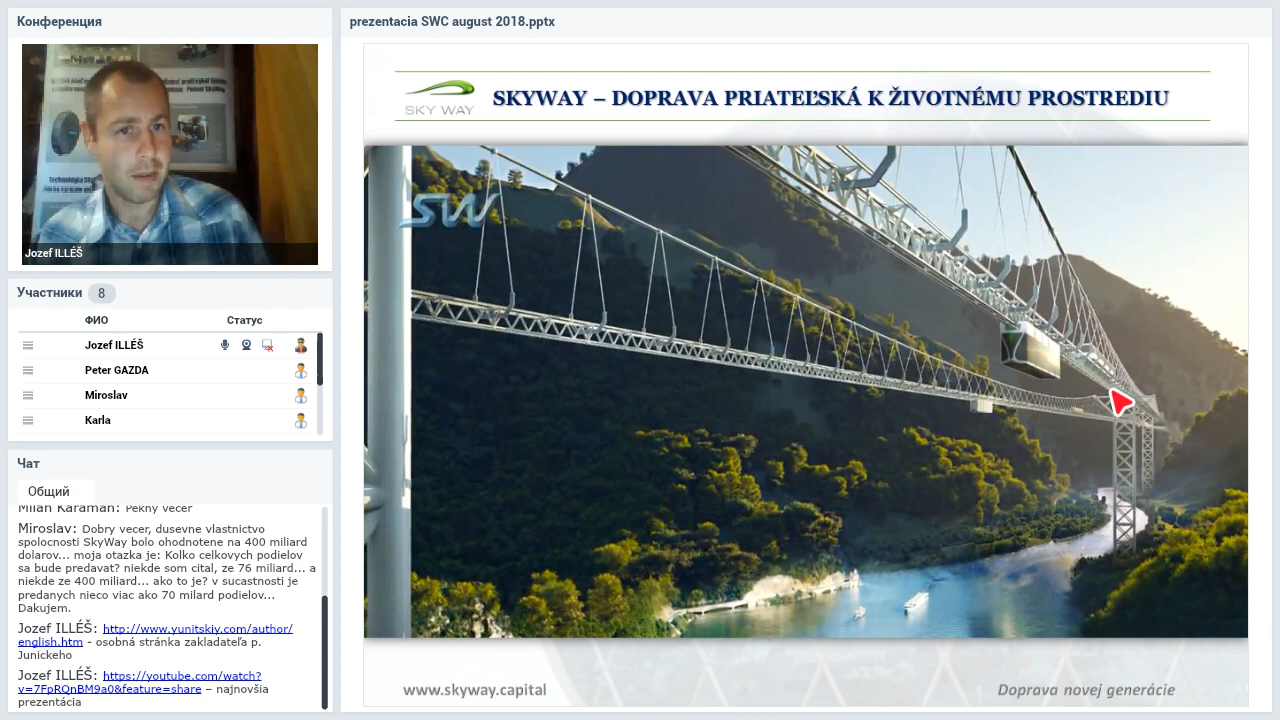 Конференция
Jozef ILLÉŠ
Участники 8
ФИО Статус
Jozef ILLÉŠ
Peter GAZDA
Miroslav
Karla
Чат
Общий
Milan Karaman: Pekny vecer
Miroslav: Dobry vecer, dusevne vlastnictvo
spolocnosti SkyWay bolo ohodnotene na 400 miliard
dolarov... moja otazka je: Kolko celkovych podielov
sa bude predavat? niekde som cital, ze 76 miliard... a
niekde ze 400 miliard... ako to je? v sucastnosti je
predanych nieco viac ako 70 milard podielov...
Dakujem.
Jozef ILLÉŠ: http://www.yunitskiy.com/author/
english.htm - osobná stránka zakladateľa p.
Junickeho
Jozef ILLÉŠ: https://youtube.com/watch?
v=7FpRQnBM9a0&feature=share – najnovšia
prezentácia
prezentacia SWC august 2018.pptx
SKY WAY
SKYWAY – DOPRAVA PRIATEĽSKÁ K ŽIVOTNÉMU PROSTREDIU
SW
www.skyway.capital
Doprava novej generácie